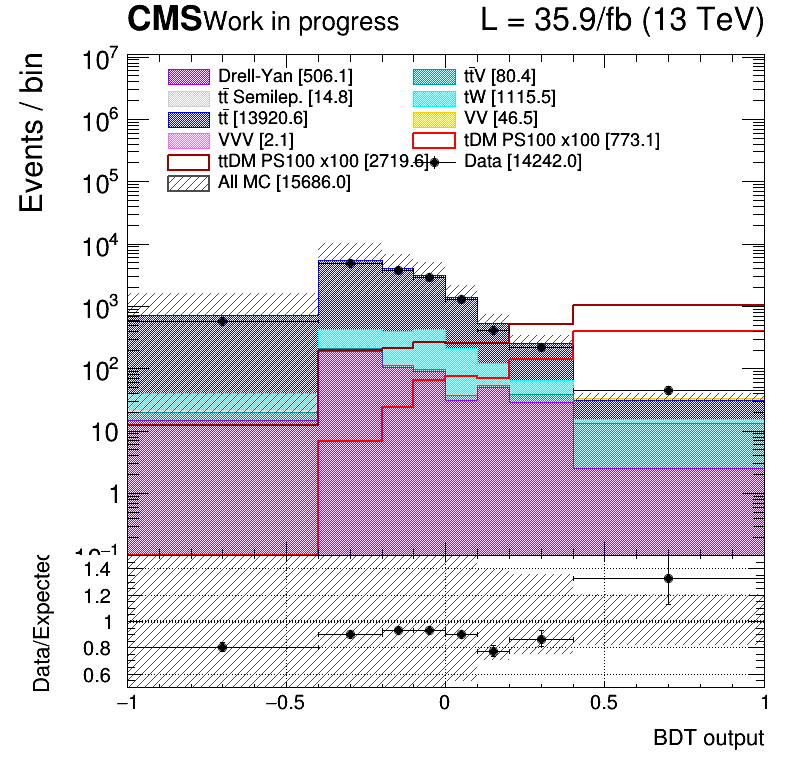 CMS Work in progress L = 35.9/fb (13 TeV)
Events / bin
10⁷
10⁶
10⁵
10⁴
10³
10²
10
1
10⁻¹
Drell-Yan [506.1] tt̄V [80.4]
tt̄ Semilep. [14.8] tW [1115.5]
tt̄ [13920.6] VV [46.5]
VVV [2.1] tDM PS100 x100 [773.1]
ttDM PS100 x100 [2719.6] Data [14242.0]
All MC [15686.0]
Data/Expected
1.4
1.2
1
0.8
0.6
−1 −0.5 0 0.5 1
BDT output